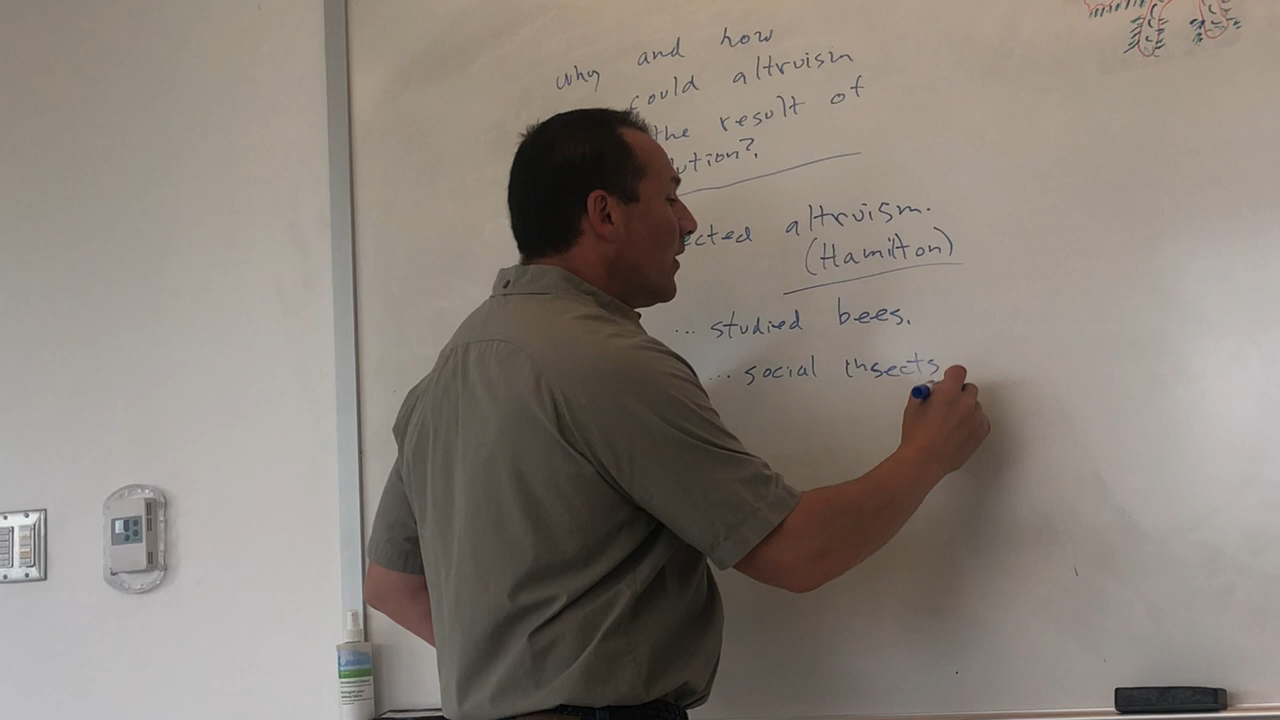 why and how
could altruism
the result of
ution?
ected altruism.
(Hamilton)
... studied bees.
... social insects